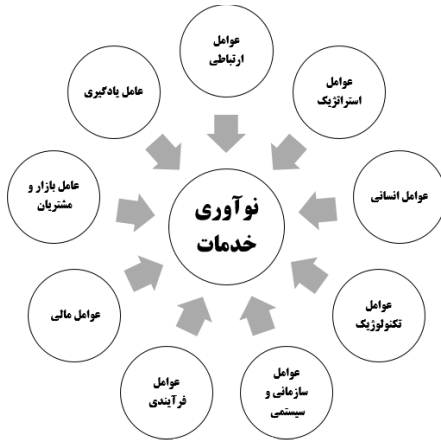 عوامل
ارتباطی
عوامل
استراتژیک
عوامل انسانی
عوامل
تکنولوژیک
عوامل
سازمانی و
سیستمی
عوامل
فرآیندی
عوامل مالی
عامل بازار و
مشتریان
عامل یادگیری
نوآوری
خدمات